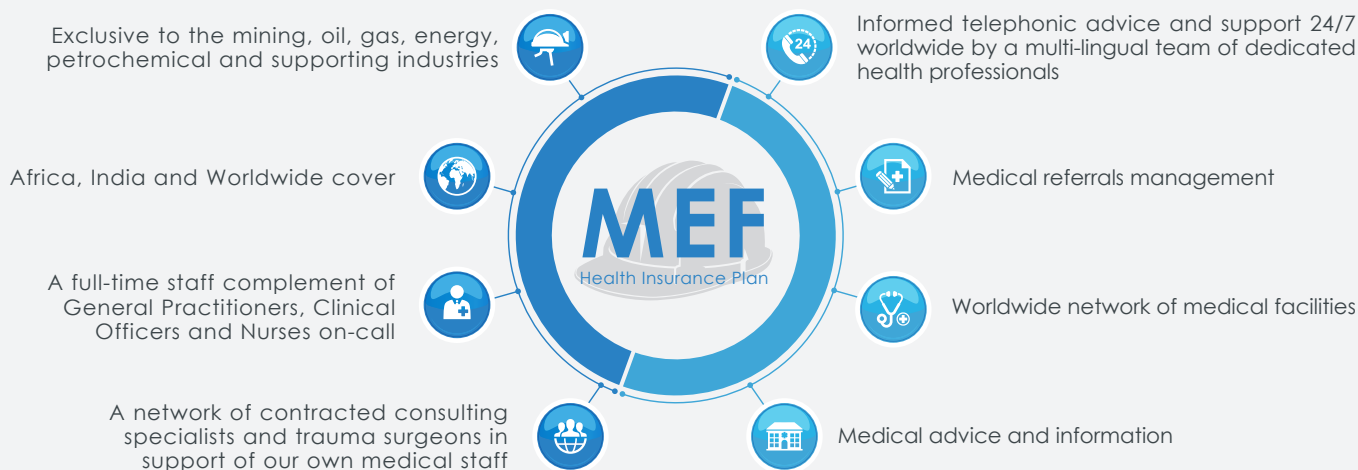 Exclusive to the mining, oil, gas, energy,
petrochemical and supporting industries
Africa, India and Worldwide cover
A full-time staff complement of
General Practitioners, Clinical
Officers and Nurses on-call
A network of contracted consulting
specialists and trauma surgeons in
support of our own medical staff
MEF
Health Insurance Plan
24
Informed telephonic advice and support 24/7
worldwide by a multi-lingual team of dedicated
health professionals
Medical referrals management
Worldwide network of medical facilities
Medical advice and information